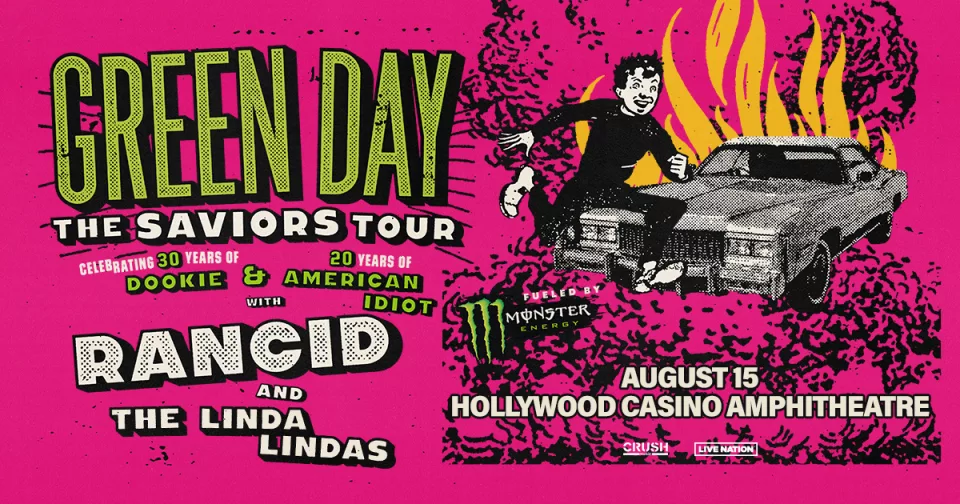 GREEN DAY
THE SAVIORS TOUR
CELEBRATING 30 YEARS OF
DOOKIE & 20 YEARS OF
AMERICAN
IDIOT
WITH
RANCID
AND
THE LINDA
LINDAS
FUELED BY
MONSTER
ENERGY
AUGUST 15
HOLLYWOOD CASINO AMPHITHEATRE
CRUSH
LIVE NATION